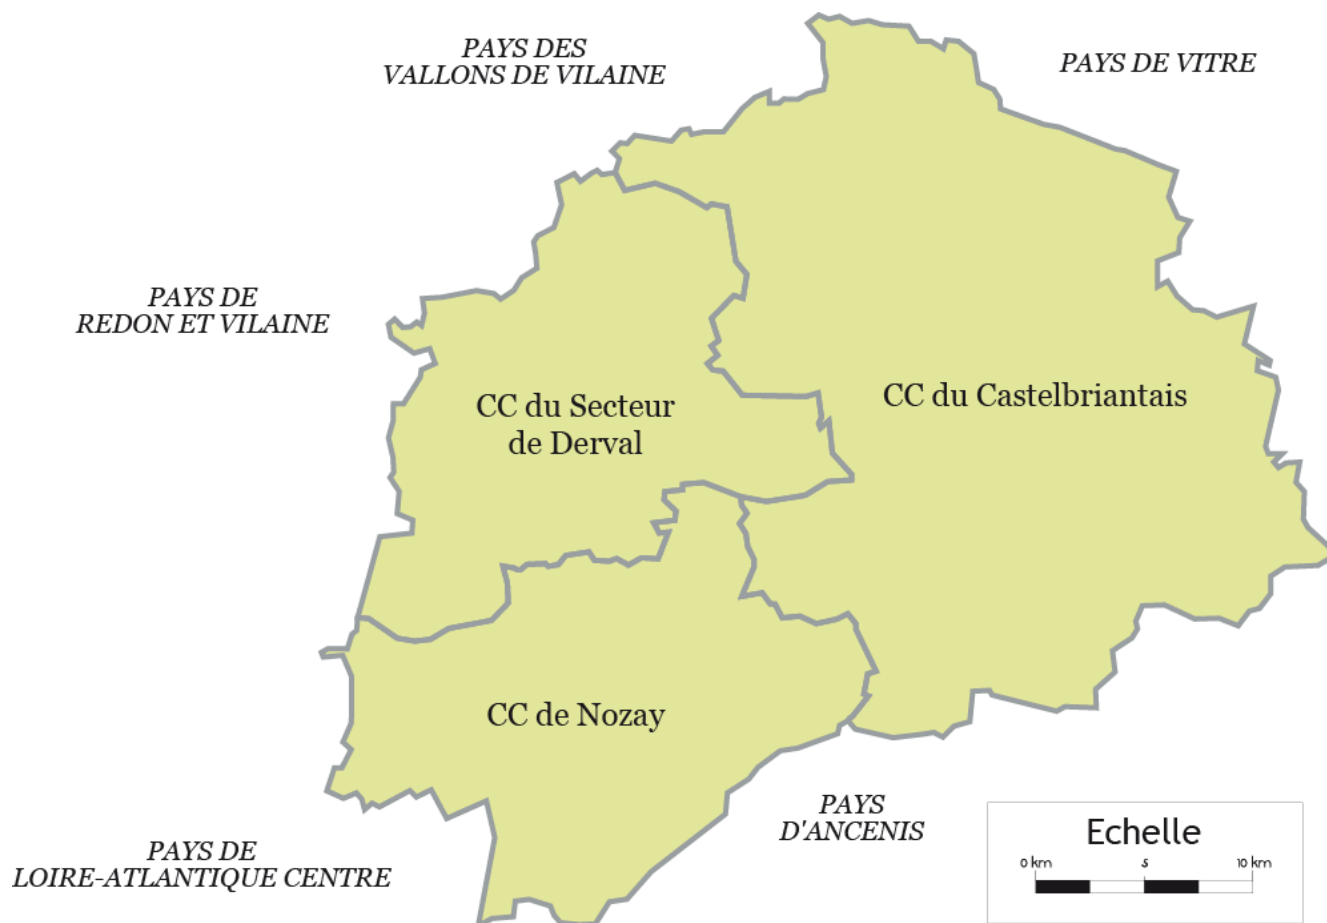 PAYS DES
VALLONS DE VILAINE
PAYS DE VITRE
PAYS DE
REDON ET VILAINE
CC du Secteur
de Derval
CC du Castelbriantais
CC de Nozay
PAYS
D'ANCENIS
PAYS DE
LOIRE-ATLANTIQUE CENTRE
Echelle
0 km 5 10 km